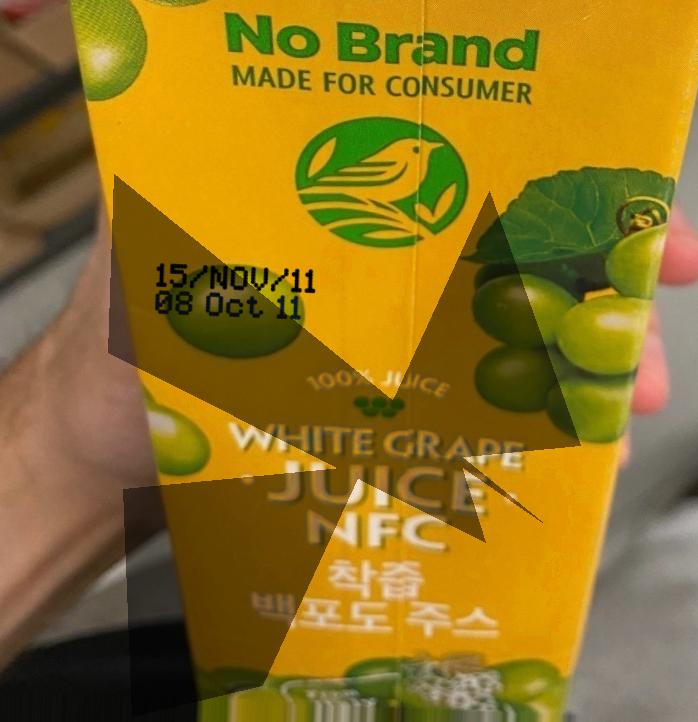 No Brand
MADE FOR CONSUMER
15/NOV/11
08 Oct 11
100% JUICE
WHITE GRAPE
· JUICE ·
NFC
착즙
백포도 주스